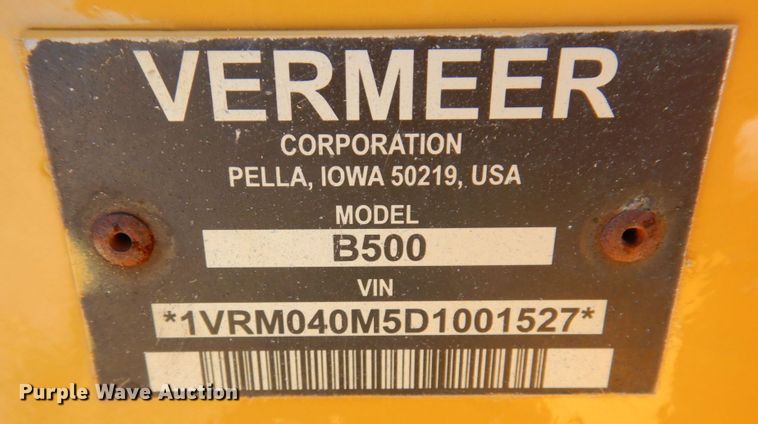 VERMEER
CORPORATION
PELLA, IOWA 50219, USA
MODEL
B500
VIN
*1VRM040M5D1001527*
Purple Wave Auction